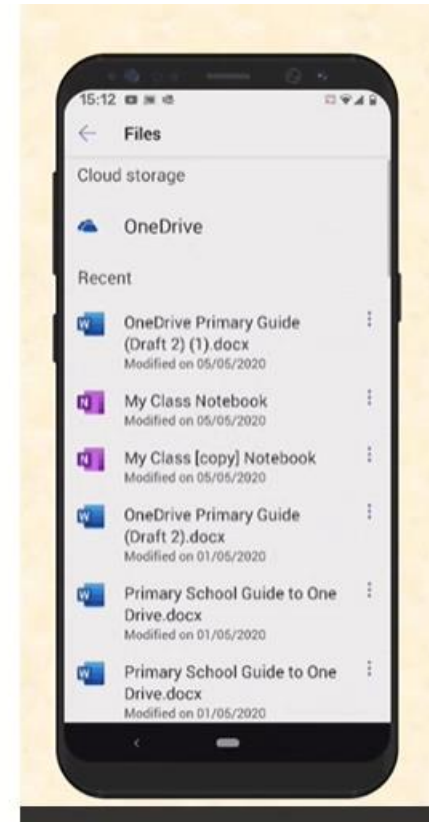 15:12
Files
Cloud storage
OneDrive
Recent
OneDrive Primary Guide
(Draft 2) (1).docx
Modified on 05/05/2020
My Class Notebook
Modified on 05/05/2020
My Class [copy] Notebook
Modified on 05/05/2020
OneDrive Primary Guide
(Draft 2).docx
Modified on 01/05/2020
Primary School Guide to One
Drive.docx
Modified on 01/05/2020
Primary School Guide to One
Drive.docx
Modified on 01/05/2020